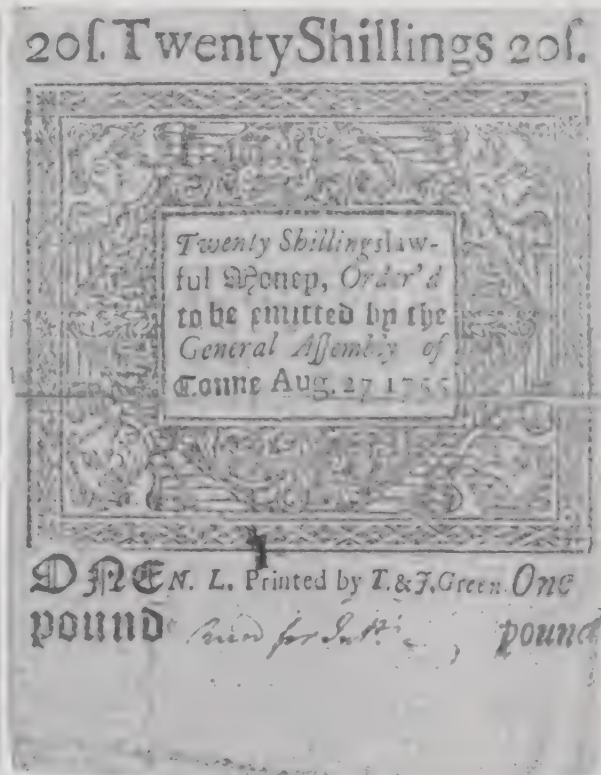 20ſ. Twenty Shillings 20ſ.
Twenty Shillings law-
ful Money, Order'd
to be emitted by the
General Aſſembly of
Conne Aug. 27 1755
ONE N. L. Printed by T. & J. Green. One
pound for pound